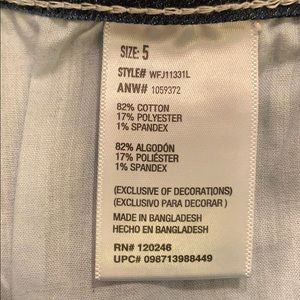 SIZE: 5
STYLE# WFJ11331L
ANW# 1059372
82% COTTON
17% POLYESTER
1% SPANDEX
82% ALGODÓN
17% POLIÉSTER
1% SPANDEX
(EXCLUSIVE OF DECORATIONS)
(EXCLUSIVO PARA DECORAR )
MADE IN BANGLADESH
HECHO EN BANGLADESH
RN# 120246
UPC# 098713988449